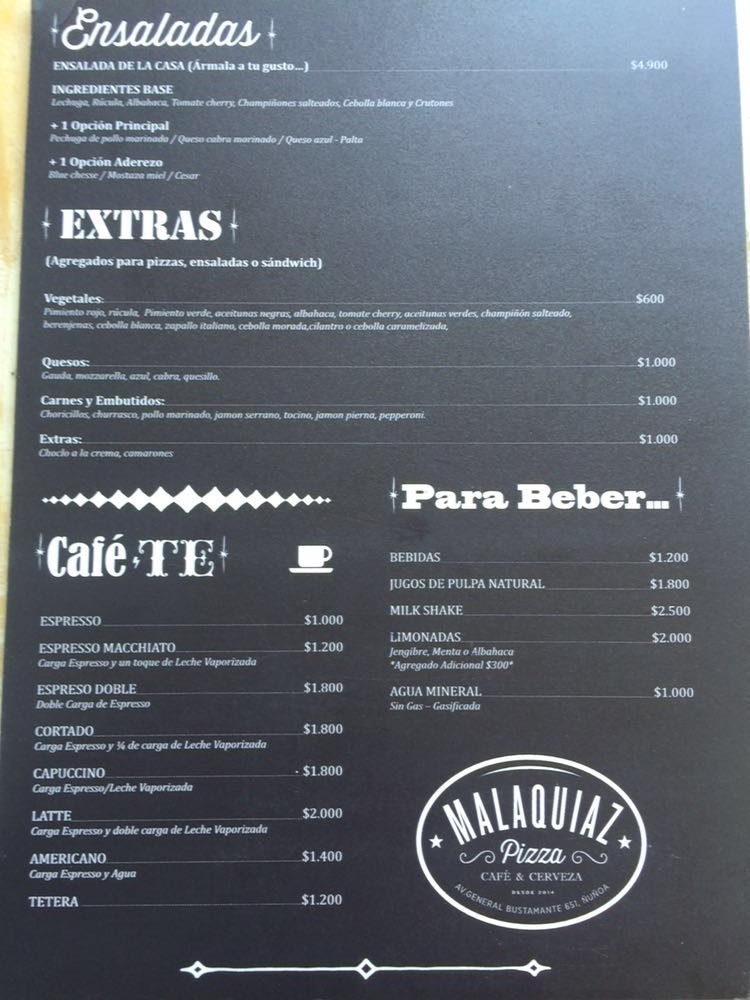 Ensaladas
ENSALADA DE LA CASA (Ármala a tu gusto...) $4.900
INGREDIENTES BASE
Lechuga, Rúcula, Albahaca, Tomate cherry, Champiñones salteados, Cebolla blanca y Crutones
+ 1 Opción Principal
Pechuga de pollo marinada / Queso cabra marinado / Queso azul - Palta
+ 1 Opción Aderezo
Blue chesse / Mostaza miel / Cesar
EXTRAS
(Agregados para pizzas, ensaladas o sándwich)
Vegetales: $600
Pimiento rojo, rúcula, Pimiento verde, aceitunas negras, albahaca, tomate cherry, aceitunas verdes, champiñón salteado,
berenjenas, cebolla blanca, zapallo italiano, cebolla morada,cilantro o cebolla caramelizada,
Quesos: $1.000
Gauda, mozzarella, azul, cabra, quesillo.
Carnes y Embutidos: $1.000
Choricillos, churrasco, pollo marinado, jamon serrano, tocino, jamon pierna, pepperoni.
Extras: $1.000
Choclo a la crema, camarones
Café TE
ESPRESSO $1.000
ESPRESSO MACCHIATO $1.200
Carga Espresso y un toque de Leche Vaporizada
ESPRESO DOBLE $1.800
Doble Carga de Espresso
CORTADO $1.800
Carga Espresso y ¼ de carga de Leche Vaporizada
CAPUCCINO $1.800
Carga Espresso/Leche Vaporizada
LATTE $2.000
Carga Espresso y doble carga de Leche Vaporizada
AMERICANO $1.400
Carga Espresso y Agua
TETERA $1.200
Para Beber...
BEBIDAS $1.200
JUGOS DE PULPA NATURAL $1.800
MILK SHAKE $2.500
LIMONADAS $2.000
Jengibre, Menta o Albahaca
*Agregado Adicional $300*
AGUA MINERAL $1.000
Sin Gas – Gasificada
MALAQUIAZ
Pizza
CAFÉ & CERVEZA
DESDE 2014
AV.GENERAL BUSTAMANTE 651, ÑUÑOA